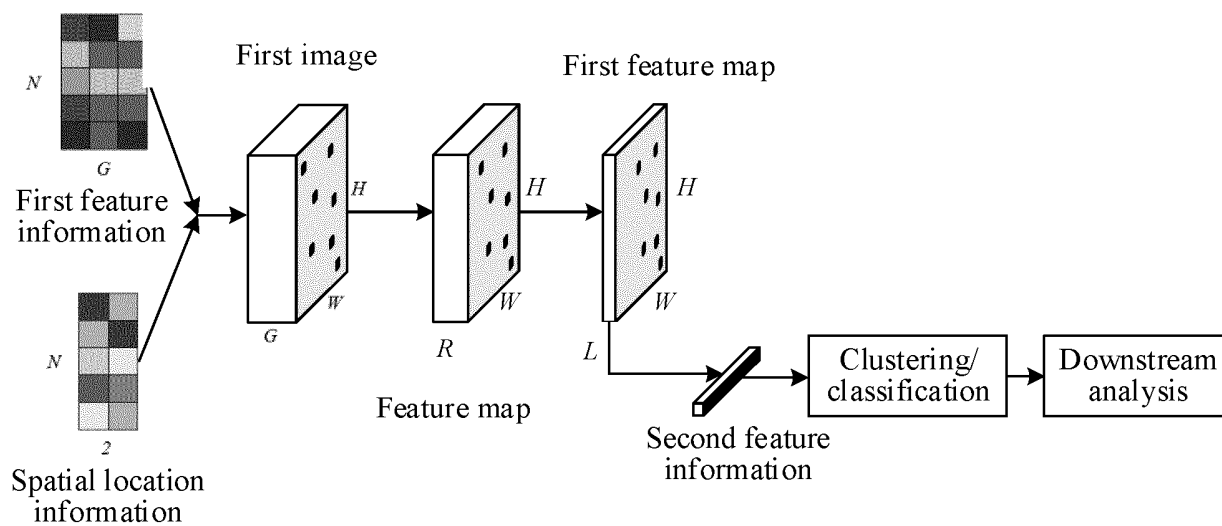 N
G
First feature
information
N
2
Spatial location
information
First image
H
W
G
H
W
R
Feature map
First feature map
H
W
L
Second feature
information
Clustering/
classification
Downstream
analysis